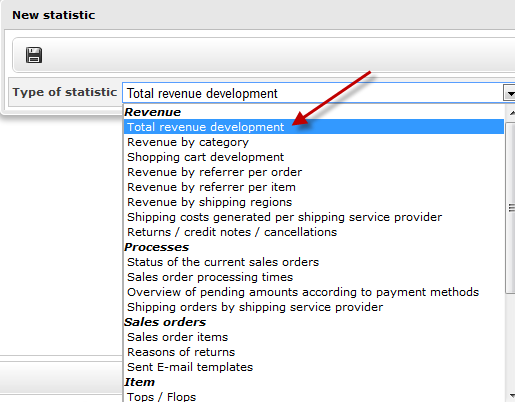 New statistic
Type of statistic Total revenue development
Revenue
Total revenue development
Revenue by category
Shopping cart development
Revenue by referrer per order
Revenue by referrer per item
Revenue by shipping regions
Shipping costs generated per shipping service provider
Returns / credit notes / cancellations
Processes
Status of the current sales orders
Sales order processing times
Overview of pending amounts according to payment methods
Shipping orders by shipping service provider
Sales orders
Sales order items
Reasons of returns
Sent E-mail templates
Item
Tops / Flops